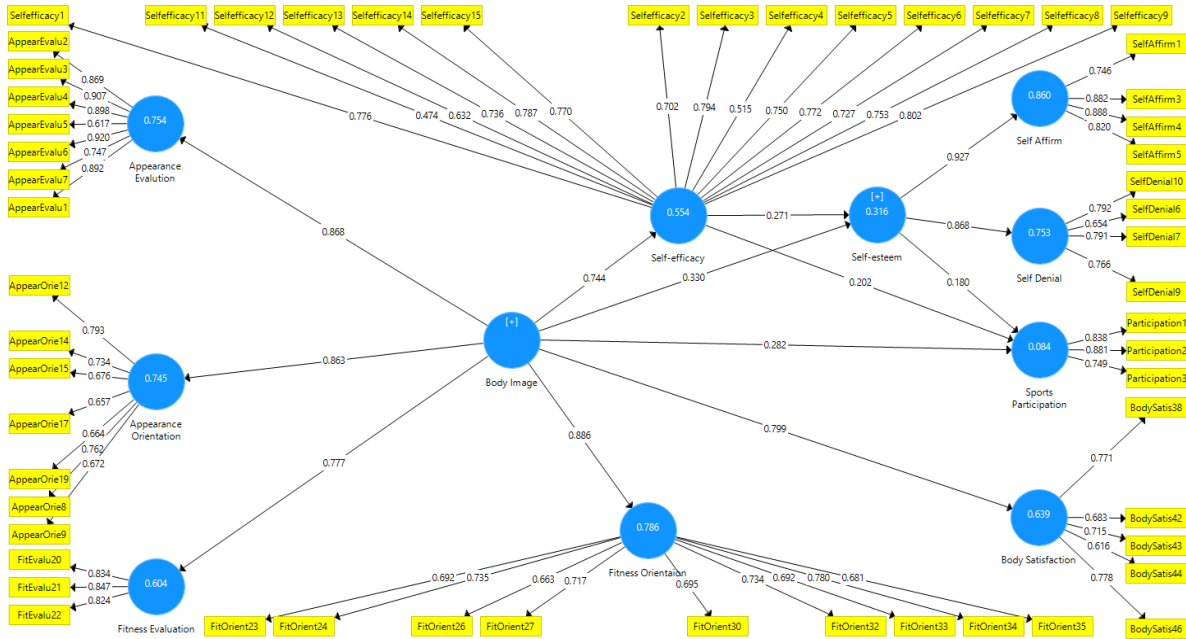 Selfefficacy1
Selfefficacy11
Selfefficacy12
Selfefficacy13
Selfefficacy14
Selfefficacy15
Selfefficacy2
Selfefficacy3
Selfefficacy4
Selfefficacy5
Selfefficacy6
Selfefficacy7
Selfefficacy8
Selfefficacy9
AppearEvalu2
AppearEvalu3
AppearEvalu4
AppearEvalu5
AppearEvalu6
AppearEvalu7
AppearEvalu1
0.869
0.907
0.898
0.617
0.920
0.747
0.892
0.754
Appearance
Evalution
0.776
0.474
0.632
0.736
0.787
0.770
0.702
0.794
0.515
0.750
0.772
0.727
0.753
0.802
SelfAffirm1
SelfAffirm3
SelfAffirm4
SelfAffirm5
0.746
0.882
0.888
0.820
0.860
Self Affirm
0.927
0.554
Self-efficacy
0.271
[+]
0.316
Self-esteem
0.868
0.753
Self Denial
SelfDenial10
SelfDenial6
SelfDenial7
SelfDenial9
0.792
0.654
0.791
0.766
0.868
0.744
0.330
0.202
0.180
AppearOrie12
AppearOrie14
AppearOrie15
AppearOrie17
AppearOrie19
AppearOrie8
AppearOrie9
0.793
0.734
0.676
0.657
0.664
0.762
0.672
0.745
Appearance
Orientation
0.863
[+]
Body Image
0.282
0.084
Sports
Participation
Participation1
Participation2
Participation3
0.838
0.881
0.749
0.777
0.886
0.799
BodySatis38
BodySatis42
BodySatis43
BodySatis44
BodySatis46
0.771
0.683
0.715
0.616
0.778
0.639
Body Satisfaction
FitEvalu20
FitEvalu21
FitEvalu22
0.834
0.847
0.824
0.604
Fitness Evaluation
0.786
Fitness Orientaion
0.692
0.735
0.663
0.717
0.695
0.734
0.692
0.780
0.681
FitOrient23
FitOrient24
FitOrient26
FitOrient27
FitOrient30
FitOrient32
FitOrient33
FitOrient34
FitOrient35